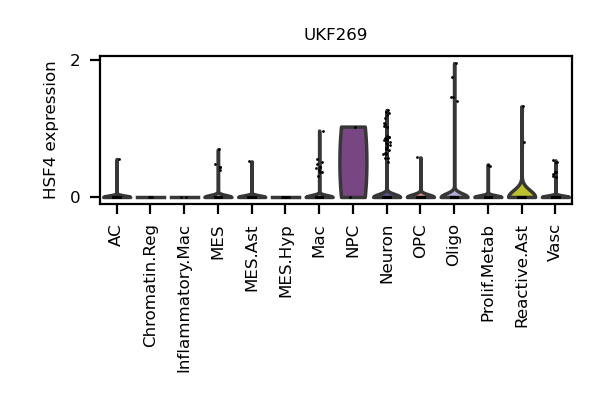 UKF269
HSF4 expression
2
0
AC
Chromatin.Reg
Inflammatory.Mac
MES
MES.Ast
MES.Hyp
Mac
NPC
Neuron
OPC
Oligo
Prolif.Metab
Reactive.Ast
Vasc